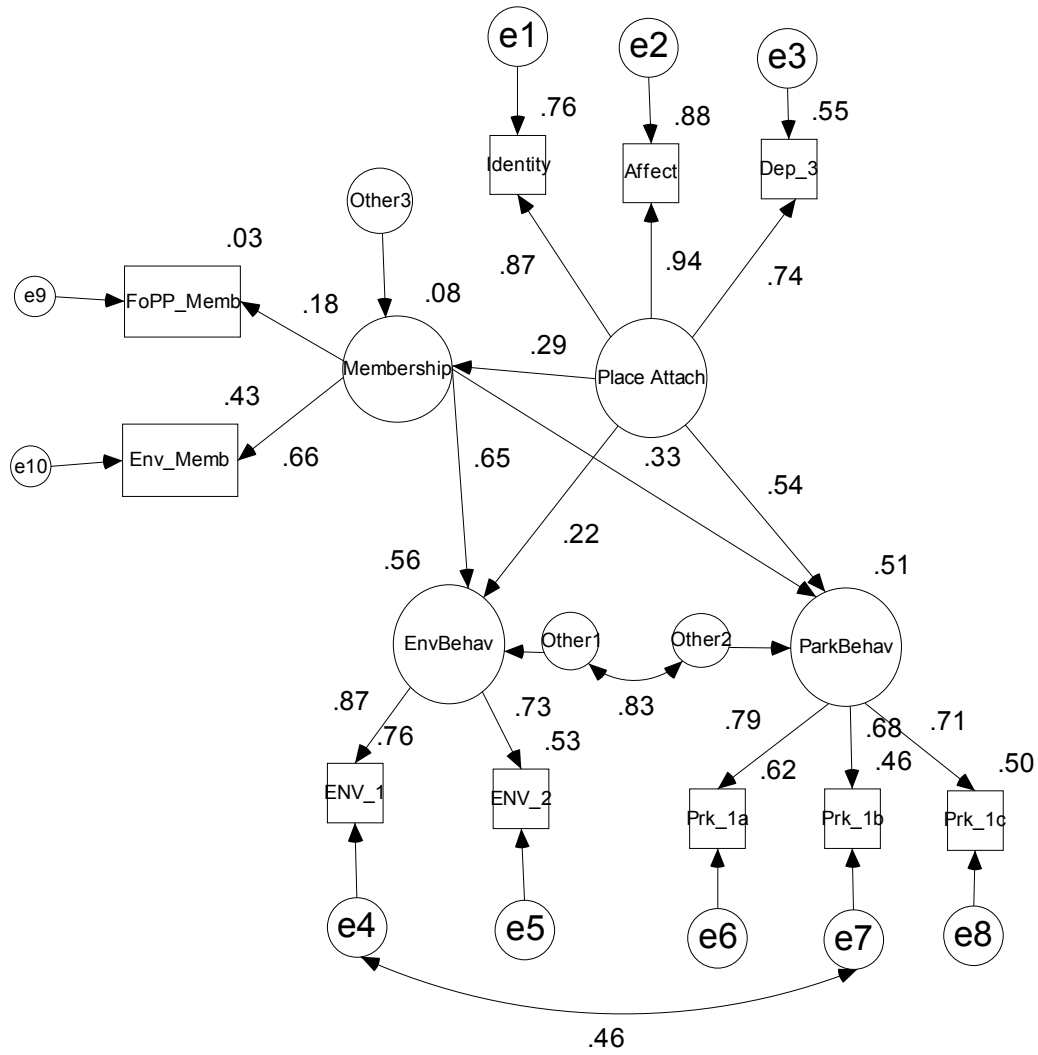 e1
e2
e3
.76
.88
.55
Identity
Affect
Dep_3
Other3
.03
e9
FoPP_Memb
.18
.08
.87
.94
.74
Membership
.29
Place Attach
.43
e10
Env_Memb
.66
.65
.33
.54
.22
.56
.51
EnvBehav
Other1
Other2
ParkBehav
.83
.87
.76
.73
.53
.79
.62
.68
.46
.71
.50
ENV_1
ENV_2
Prk_1a
Prk_1b
Prk_1c
e4
e5
e6
e7
e8
.46